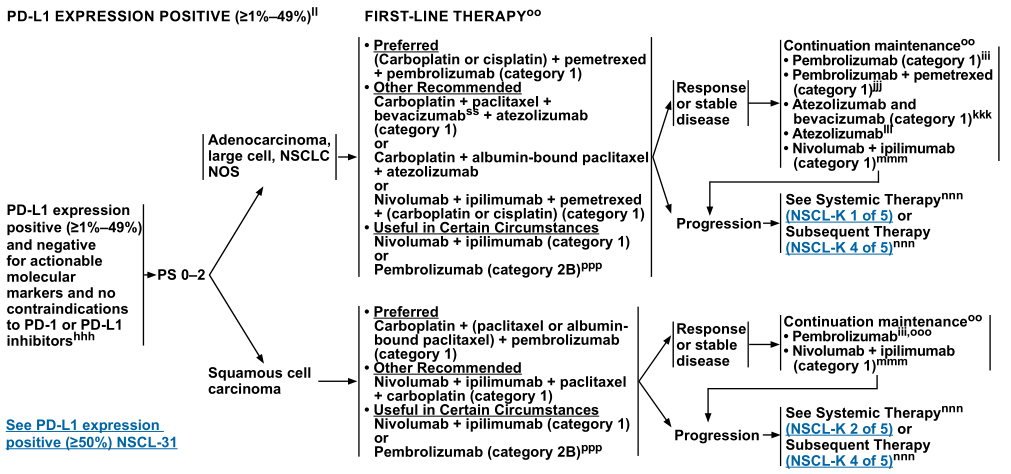 PD-L1 EXPRESSION POSITIVE (≥1%–49%)ll
FIRST-LINE THERAPYoo
PD-L1 expression
positive (≥1%–49%)
and negative
for actionable
molecular
markers and no
contraindications
to PD-1 or PD-L1
inhibitorshhh
PS 0–2
Adenocarcinoma,
large cell, NSCLC
NOS
• Preferred
(Carboplatin or cisplatin) + pemetrexed
+ pembrolizumab (category 1)
• Other Recommended
Carboplatin + paclitaxel +
bevacizumabss + atezolizumab
(category 1)
or
Carboplatin + albumin-bound paclitaxel
+ atezolizumab
or
Nivolumab + ipilimumab + pemetrexed
+ (carboplatin or cisplatin) (category 1)
• Useful in Certain Circumstances
Nivolumab + ipilimumab (category 1)
or
Pembrolizumab (category 2B)ppp
Response
or stable
disease
Continuation maintenanceoo
• Pembrolizumab (category 1)iii
• Pembrolizumab + pemetrexed
(category 1)jjj
• Atezolizumab and
bevacizumab (category 1)kkk
• Atezolizumablll
• Nivolumab + ipilimumab
(category 1)mmm
Progression
See Systemic Therapynnn
(NSCL-K 1 of 5) or
Subsequent Therapy
(NSCL-K 4 of 5)nnn
Squamous cell
carcinoma
• Preferred
Carboplatin + (paclitaxel or albumin-
bound paclitaxel) + pembrolizumab
(category 1)
• Other Recommended
Nivolumab + ipilimumab + paclitaxel
+ carboplatin (category 1)
• Useful in Certain Circumstances
Nivolumab + ipilimumab (category 1)
or
Pembrolizumab (category 2B)ppp
Response
or stable
disease
Continuation maintenanceoo
• Pembrolizumabiii,ooo
• Nivolumab + ipilimumab
(category 1)mmm
Progression
See Systemic Therapynnn
(NSCL-K 2 of 5) or
Subsequent Therapy
(NSCL-K 4 of 5)nnn
See PD-L1 expression
positive (≥50%) NSCL-31